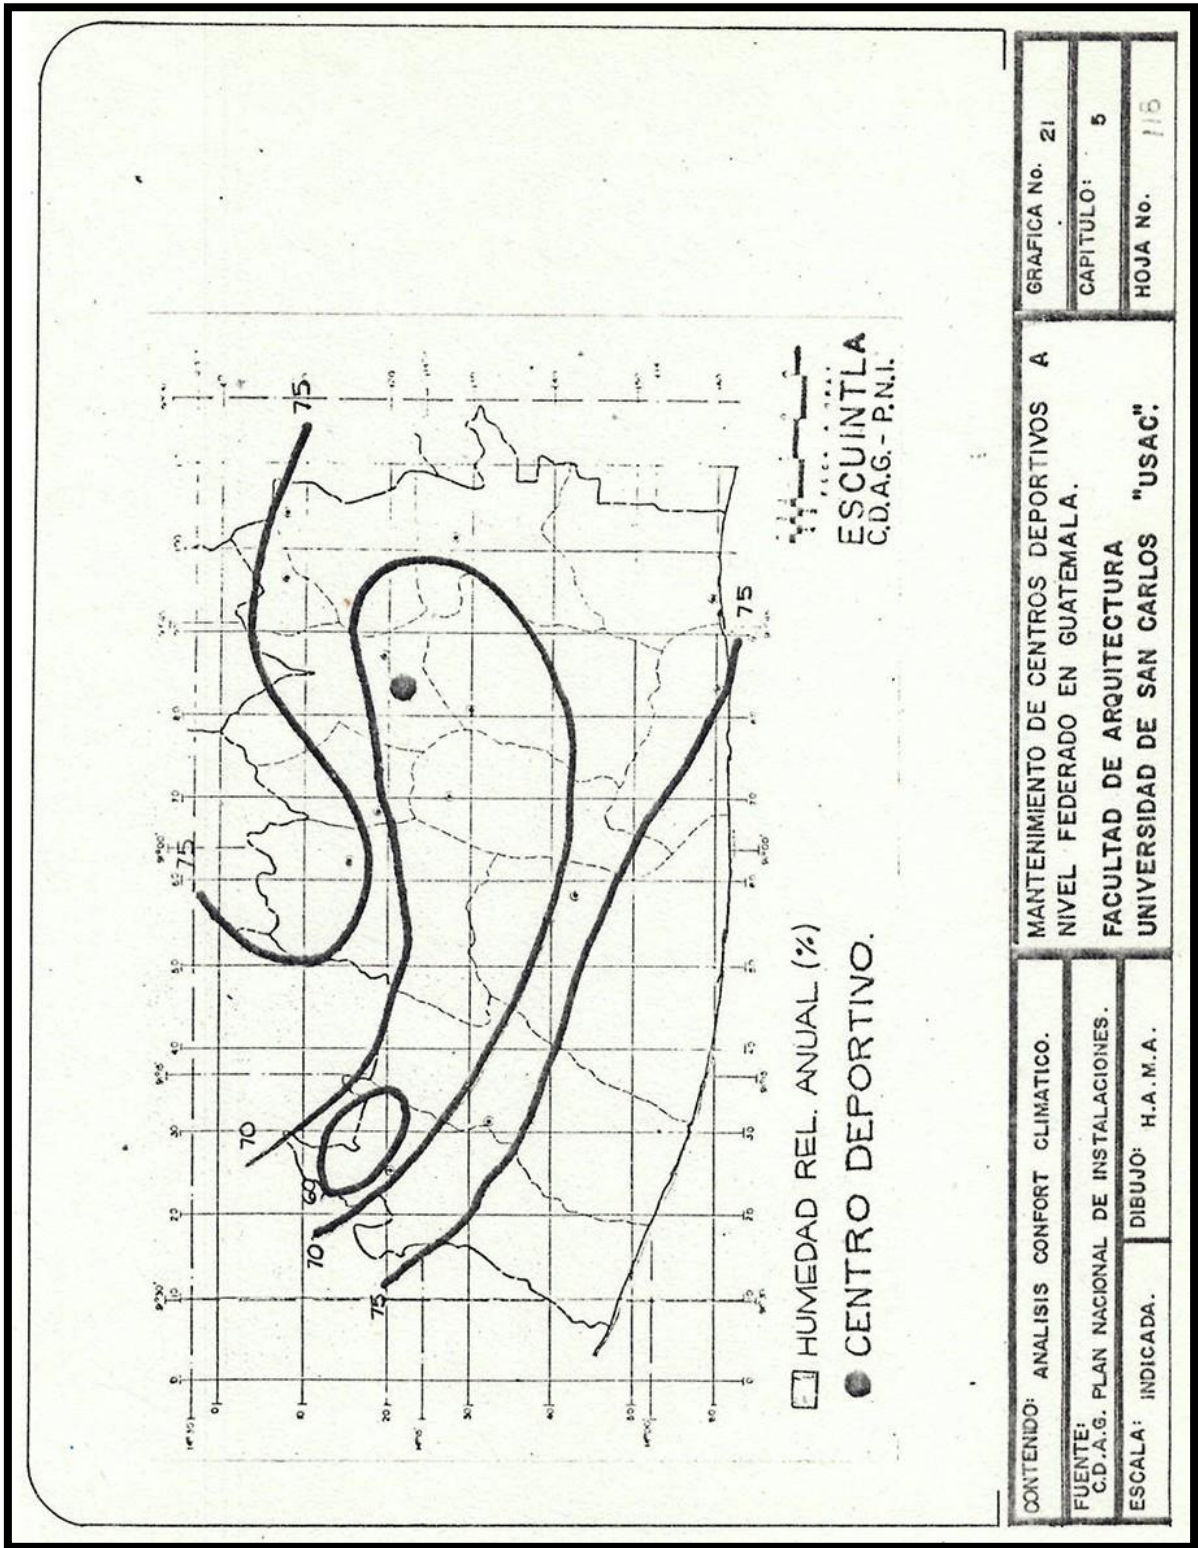 75
75
70
69
70
75
75
ESCUINTLA
C.D.A.G.- P.N.I.
HUMEDAD REL. ANUAL (%)
CENTRO DEPORTIVO.
CONTENIDO: ANALISIS CONFORT CLIMATICO.
FUENTE:
C.D.A.G. PLAN NACIONAL DE INSTALACIONES.
ESCALA: INDICADA.
DIBUJO: H.A.M.A.
MANTENIMIENTO DE CENTROS DEPORTIVOS A
NIVEL FEDERADO EN GUATEMALA.
FACULTAD DE ARQUITECTURA
UNIVERSIDAD DE SAN CARLOS "USAC".
GRAFICA No. 21
CAPITULO: 5
HOJA No. 118